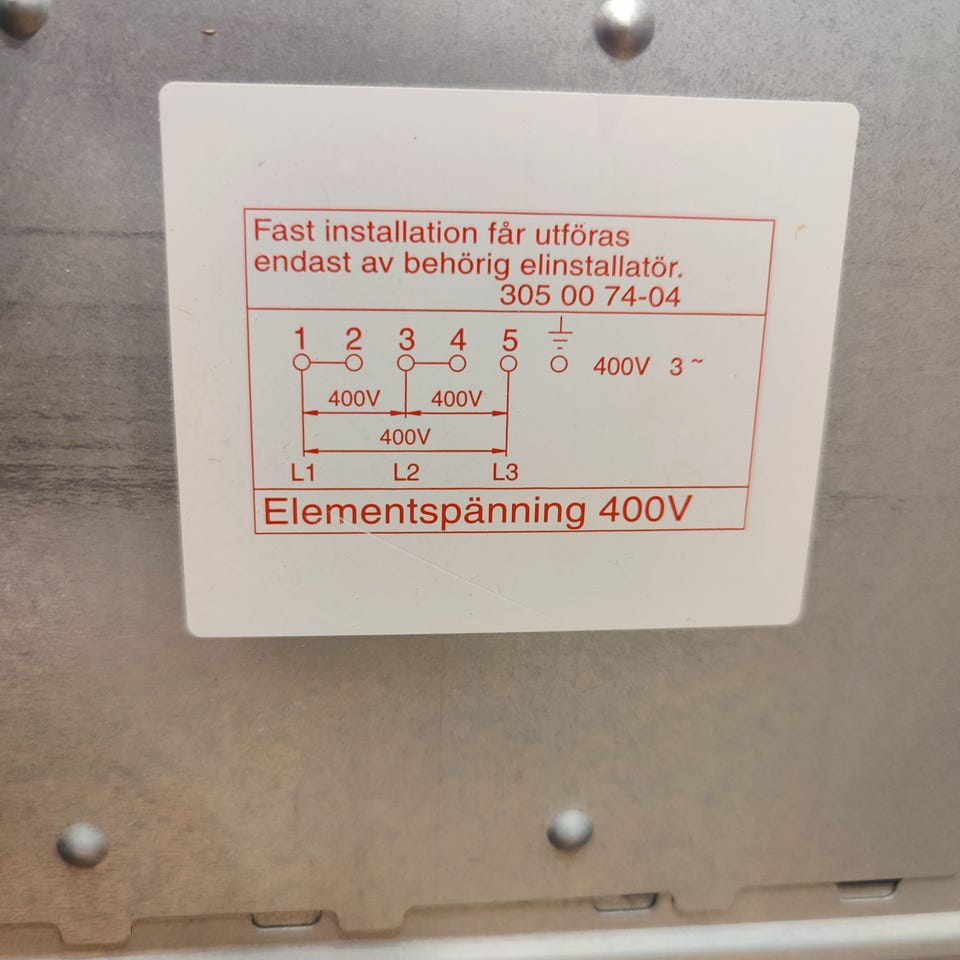 Fast installation får utföras
endast av behörig elinstallatör.
305 00 74-04
1 2 3 4 5
400V 3~
400V 400V
400V
L1 L2 L3
Elementspänning 400V